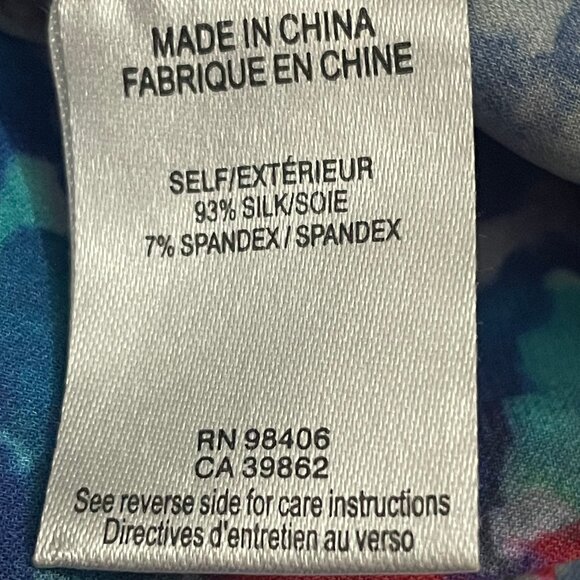 MADE IN CHINA
FABRIQUE EN CHINE
SELF/EXTÉRIEUR
93% SILK/SOIE
7% SPANDEX/SPANDEX
RN 98406
CA 39862
See reverse side for care instructions
Directives d'entretien au verso